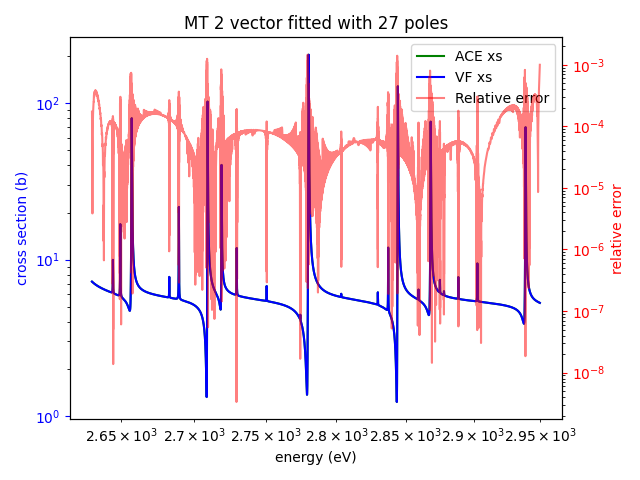 MT 2 vector fitted with 27 poles
ACE xs
VF xs
Relative error
cross section (b)
10²
10¹
10⁰
relative error
10⁻³
10⁻⁴
10⁻⁵
10⁻⁶
10⁻⁷
10⁻⁸
2.65 × 10³ 2.7 × 10³ 2.75 × 10³ 2.8 × 10³ 2.85 × 10³ 2.9 × 10³ 2.95 × 10³
energy (eV)